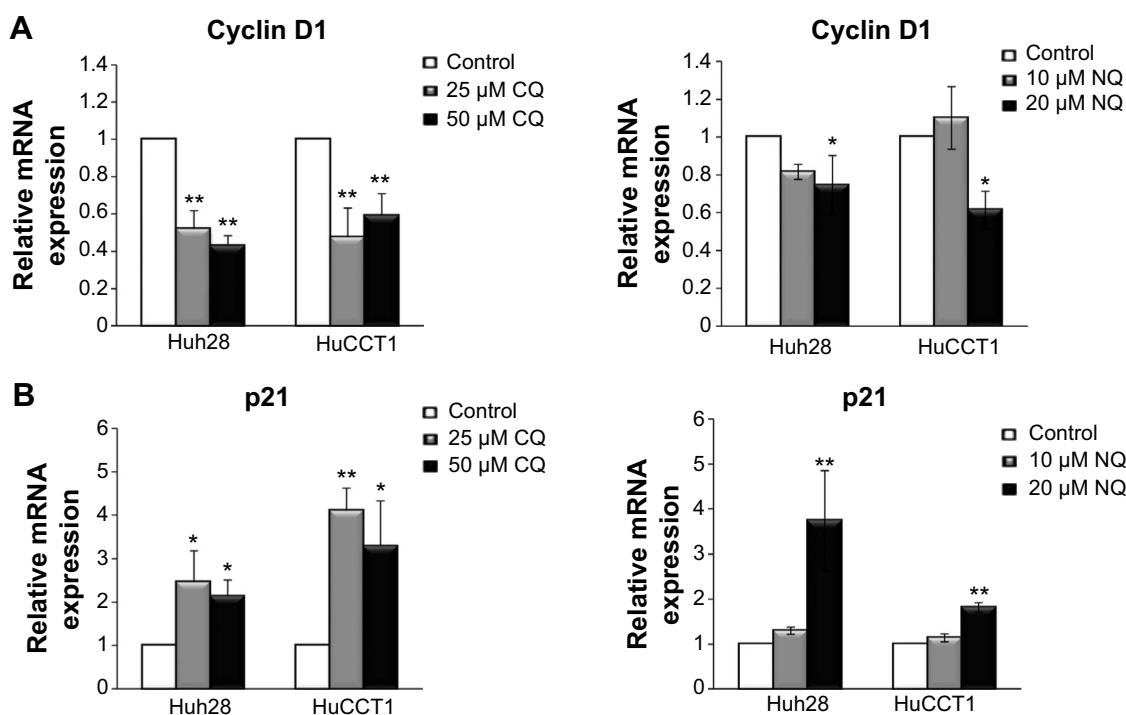 A
Cyclin D1
Relative mRNA
expression
1.4
1.2
1
0.8
0.6
0.4
0.2
0
**
**
**
**
Huh28
HuCCT1
Control
25 µM CQ
50 µM CQ
Cyclin D1
Relative mRNA
expression
1.4
1.2
1
0.8
0.6
0.4
0.2
0
*
*
Huh28
HuCCT1
Control
10 µM NQ
20 µM NQ
B
p21
Relative mRNA
expression
6
5
4
3
2
1
0
*
*
**
*
Huh28
HuCCT1
Control
25 µM CQ
50 µM CQ
p21
Relative mRNA
expression
6
5
4
3
2
1
0
**
**
Huh28
HuCCT1
Control
10 µM NQ
20 µM NQ